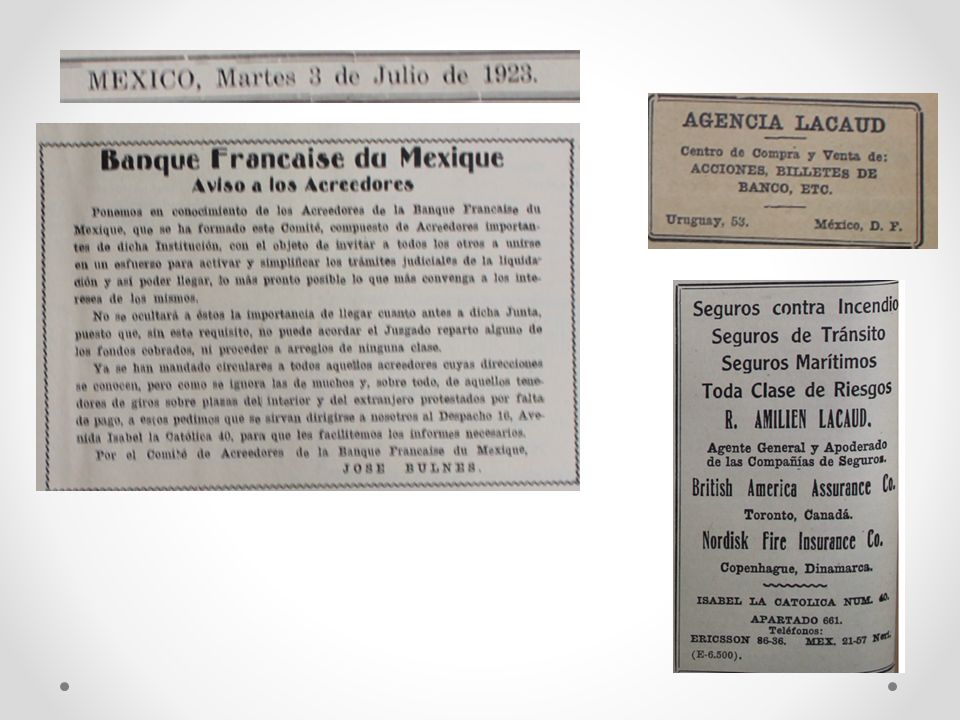 MEXICO, Martes 3 de Julio de 1923.
Banque Francaise du Mexique
Aviso a los Acreedores
Ponemos en conocimiento de los Acreedores de la Banque Francaise du
Mexique, que se ha formado este Comité, compuesto de Acreedores importan-
tes de dicha Institución, con el objeto de invitar a todos los otros a unirse
en un esfuerzo para activar y simplificar los trámites judiciales de la liquida-
ción y así poder llegar, lo más pronto posible lo que más convenga a los inte-
reses de los mismos.
No se ocultará a éstos la importancia de llegar cuanto antes a dicha Junta,
puesto que, sin este requisito, no puede acordar el Juzgado reparto alguno de
los fondos cobrados, ni proceder a arreglos de ninguna clase.
Ya se han mandado circulares a todos aquellos acreedores cuyas direcciones
se conocen, pero como se ignora las de muchos y, sobre todo, de aquellos tene-
dores de giros sobre plazas del interior y del extranjero protestados por falta
de pago, a estos pedimos que se sirvan dirigirse a nosotros al Despacho 16, Ave-
nida Isabel la Católica 40, para que les facilitemos los informes necesarios.
Por el Comité de Acreedores de la Banque Francaise du Mexique,
JOSE BULNES.
AGENCIA LACAUD
Centro de Compra y Venta de:
ACCIONES, BILLETES DE
BANCO, ETC.
Uruguay, 53. México, D. F.
Seguros contra Incendio
Seguros de Tránsito
Seguros Marítimos
Toda Clase de Riesgos
R. AMILIEN LACAUD.
Agente General y Apoderado
de las Compañías de Seguros.
British America Assurance Co.
Toronto, Canadá.
Nordisk Fire Insurance Co.
Copenhague, Dinamarca.
ISABEL LA CATOLICA NUM. 40.
APARTADO 661.
Teléfonos:
ERICSSON 86-36. MEX. 21-57 Neri.
(E-6.500).